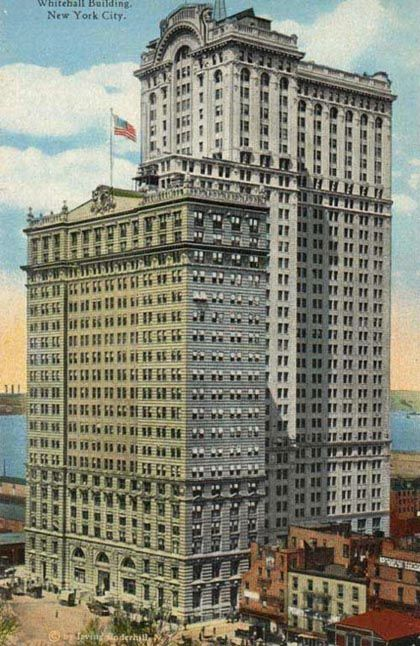 Whitehall Building,
New York City.
© by Irving Underhill, N.Y.